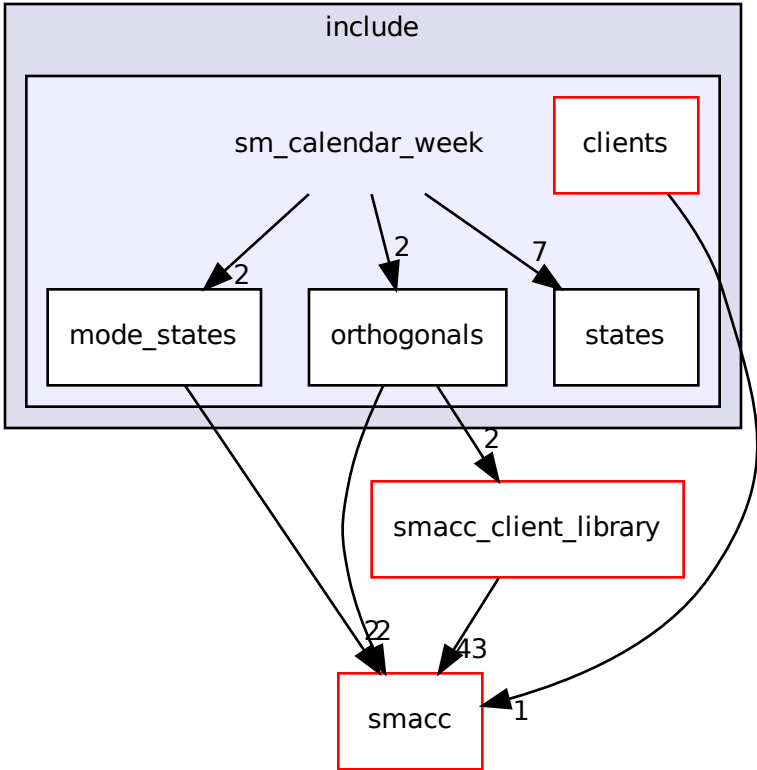 include
sm_calendar_week
clients
2
2
7
mode_states
orthogonals
states
2
smacc_client_library
2
2
43
smacc
1